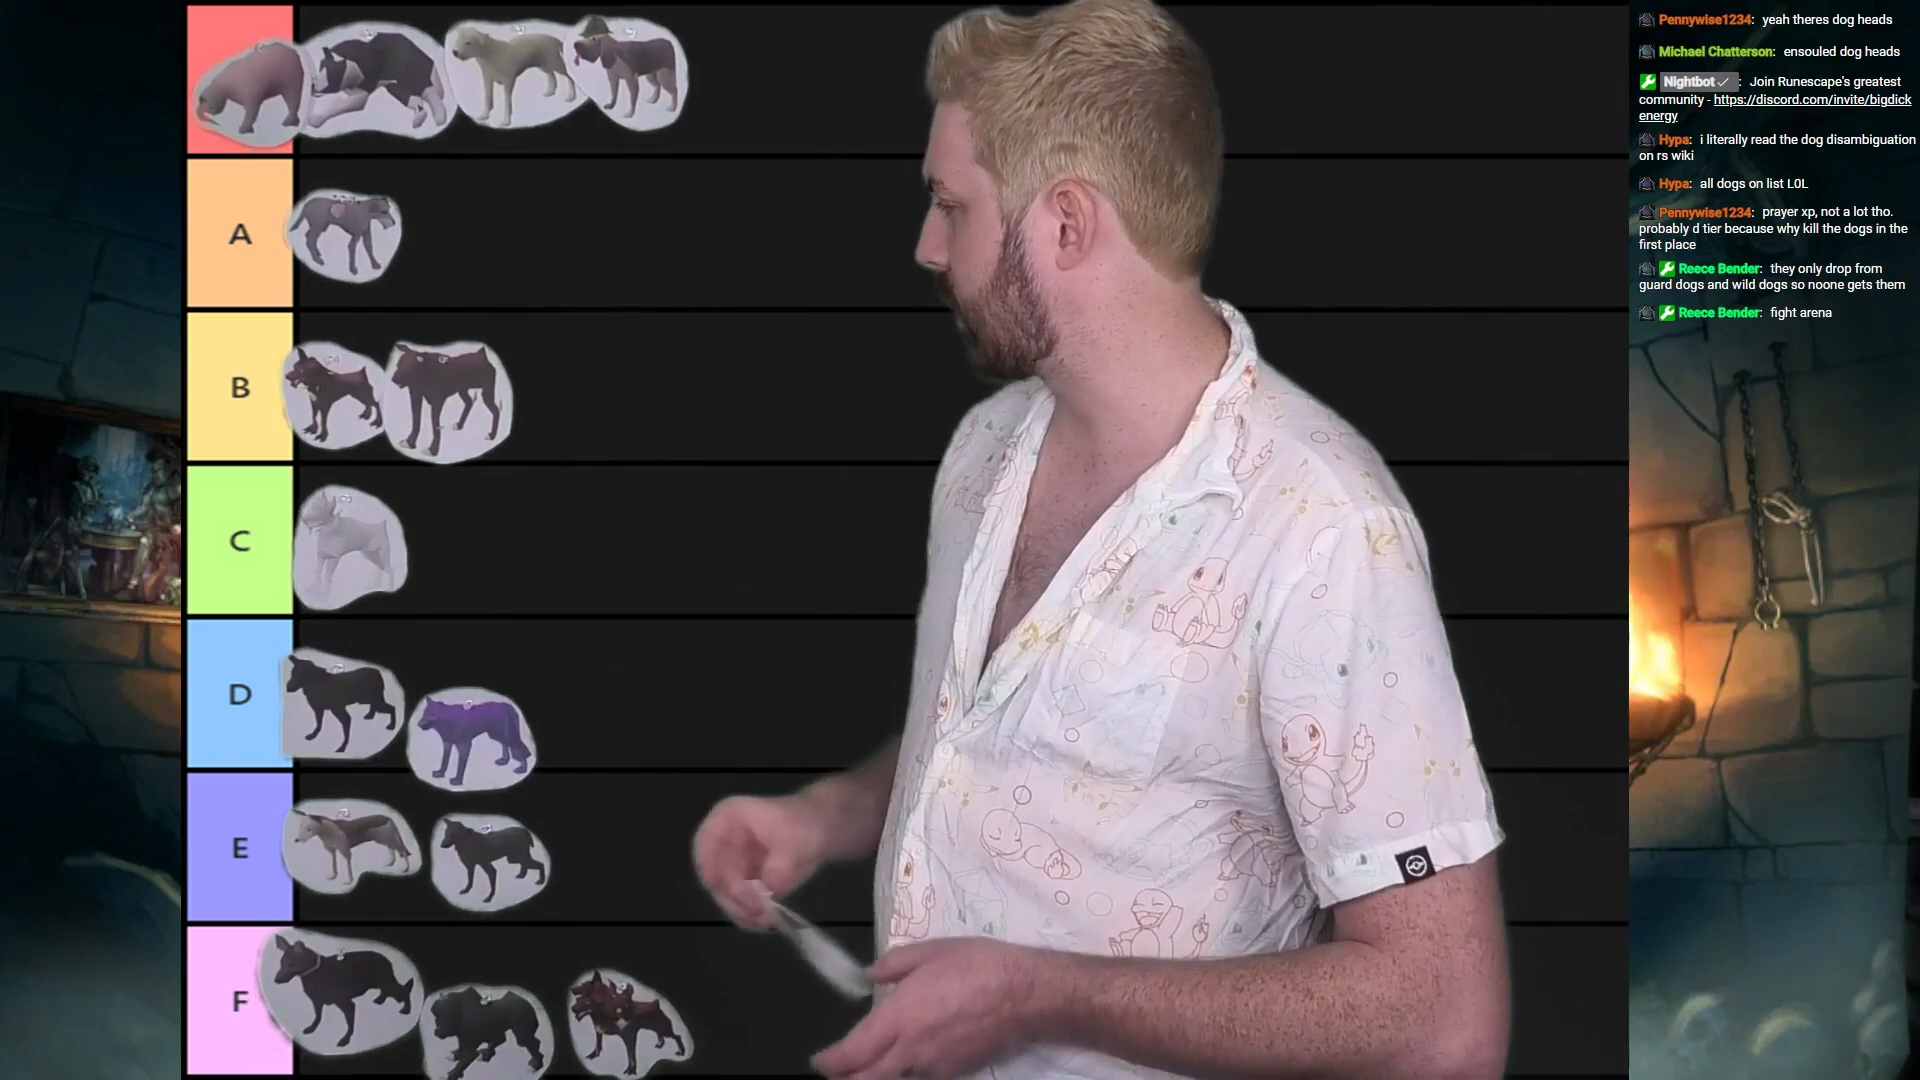 A
B
C
D
E
F
Pennywise1234: yeah theres dog heads
Michael Chatterson: ensouled dog heads
Nightbot: Join Runescape's greatest
community - https://discord.com/invite/bigdick
energy
Hypa: i literally read the dog disambiguation
on rs wiki
Hypa: all dogs on list L0L
Pennywise1234: prayer xp, not a lot tho.
probably d tier because why kill the dogs in the
first place
Reece Bender: they only drop from
guard dogs and wild dogs so noone gets them
Reece Bender: fight arena